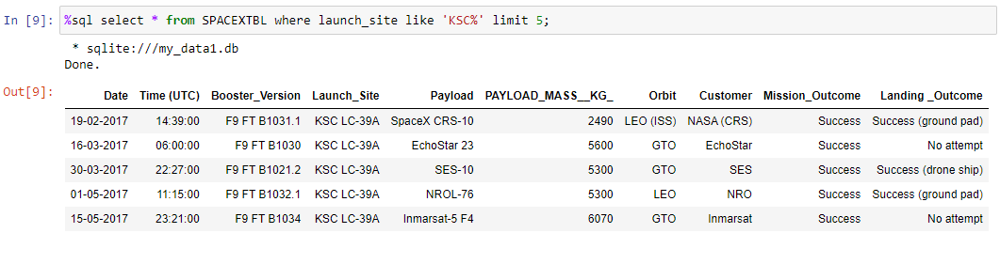 In [9]: %sql select * from SPACEXTBL where launch_site like 'KSC%' limit 5;
* sqlite:///my_data1.db
Done.
Out[9]:
Date Time (UTC) Booster_Version Launch_Site Payload PAYLOAD_MASS__KG_ Orbit Customer Mission_Outcome Landing _Outcome
19-02-2017 14:39:00 F9 FT B1031.1 KSC LC-39A SpaceX CRS-10 2490 LEO (ISS) NASA (CRS) Success Success (ground pad)
16-03-2017 06:00:00 F9 FT B1030 KSC LC-39A EchoStar 23 5600 GTO EchoStar Success No attempt
30-03-2017 22:27:00 F9 FT B1021.2 KSC LC-39A SES-10 5300 GTO SES Success Success (drone ship)
01-05-2017 11:15:00 F9 FT B1032.1 KSC LC-39A NROL-76 5300 LEO NRO Success Success (ground pad)
15-05-2017 23:21:00 F9 FT B1034 KSC LC-39A Inmarsat-5 F4 6070 GTO Inmarsat Success No attempt